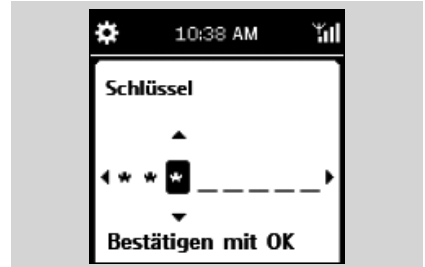 10:38 AM
Schlüssel
* * * _ _ _ _ _
Bestätigen mit OK